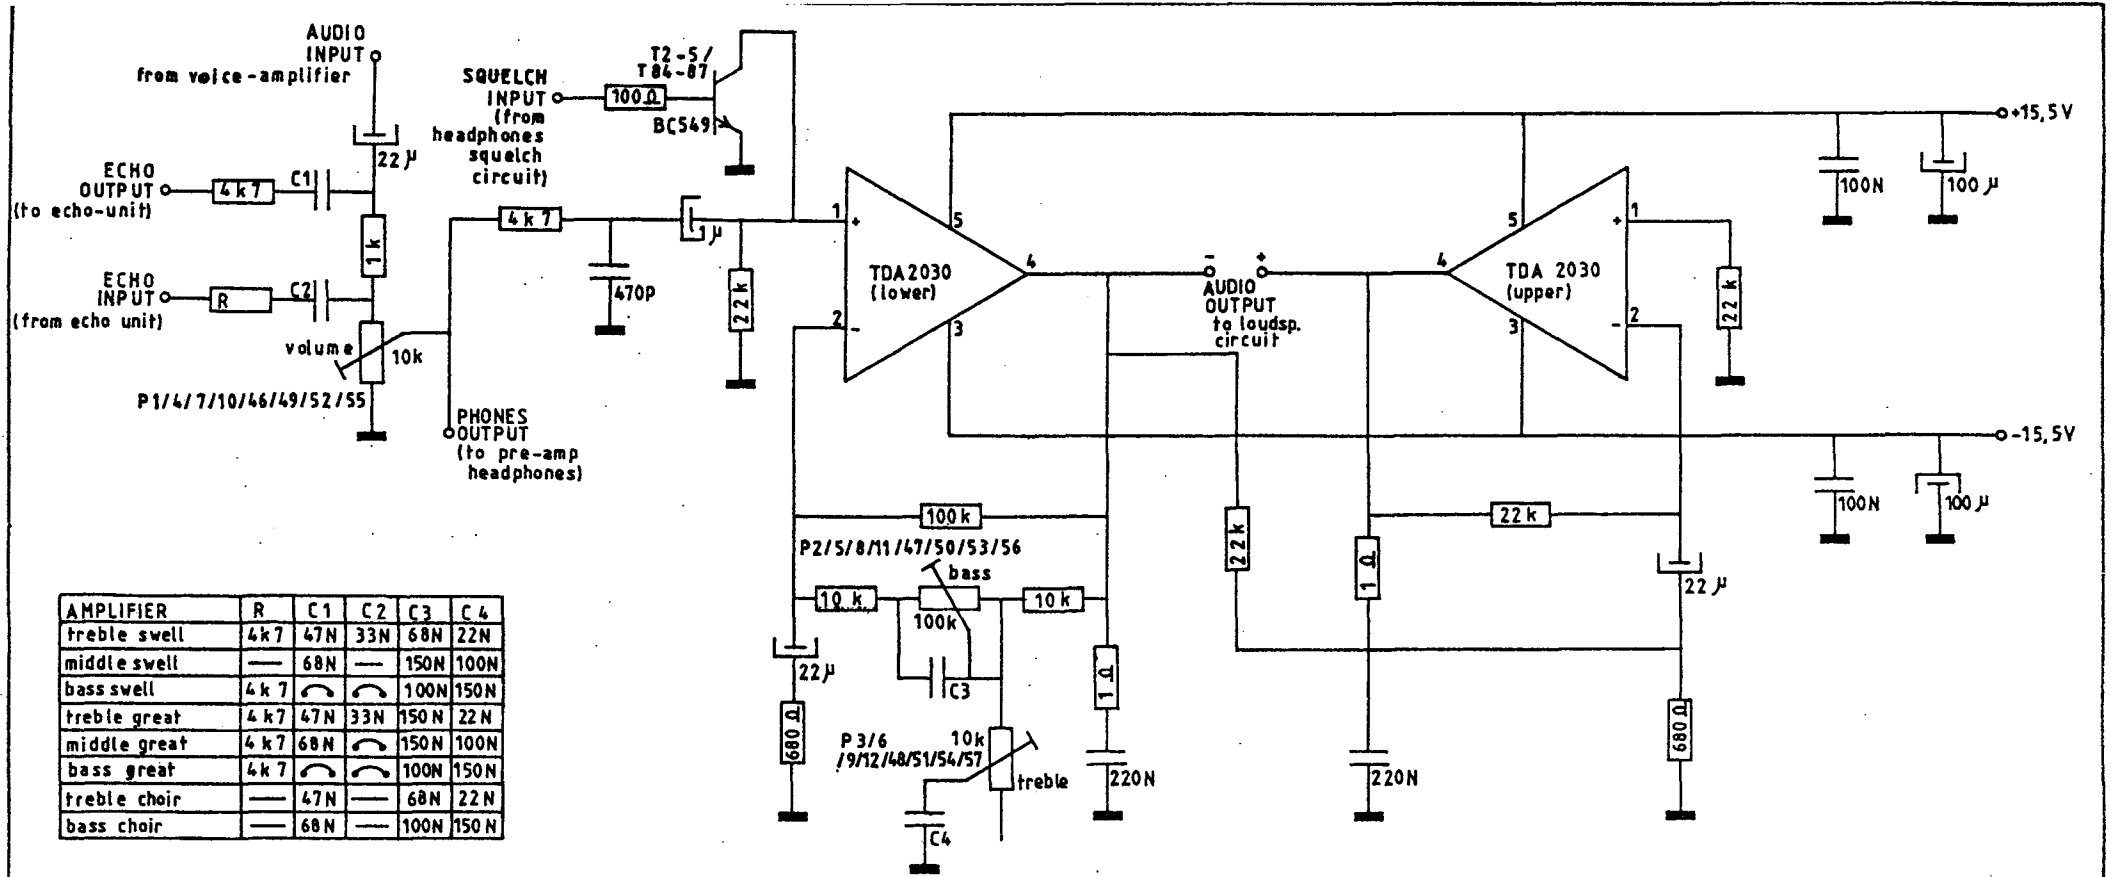 AUDIO
INPUT
from voice-amplifier
22µ
ECHO
OUTPUT
(to echo-unit)
4k7
C1
1k
ECHO
INPUT
(from echo unit)
R
C2
volume
10k
P1/4/7/10/46/49/52/55
PHONES
OUTPUT
(to pre-amp
headphones)
SQUELCH
INPUT
(from
headphones
squelch
circuit)
100Ω
T2-5/
T84-87
BC549
4k7
470P
1µ
22k
1
+
2
-
TDA2030
(lower)
5
3
4
-
+
AUDIO
OUTPUT
to loudsp.
circuit
4
5
3
TDA 2030
(upper)
+
1
-
2
22k
+15,5V
100N
100µ
-15,5V
100N
100µ
100k
P2/5/8/11/47/50/53/56
bass
10k
100k
10k
C3
22µ
680Ω
P3/6
/9/12/48/51/54/57
10k
treble
C4
1Ω
220N
22k
1Ω
220N
22k
22µ
680Ω
AMPLIFIER R C1 C2 C3 C4
treble swell 4k7 47N 33N 68N 22N
middle swell — 68N — 150N 100N
bass swell 4k7 100N 150N
treble great 4k7 47N 33N 150N 22N
middle great 4k7 68N 150N 100N
bass great 4k7 100N 150N
treble choir — 47N — 68N 22N
bass choir — 68N — 100N 150N